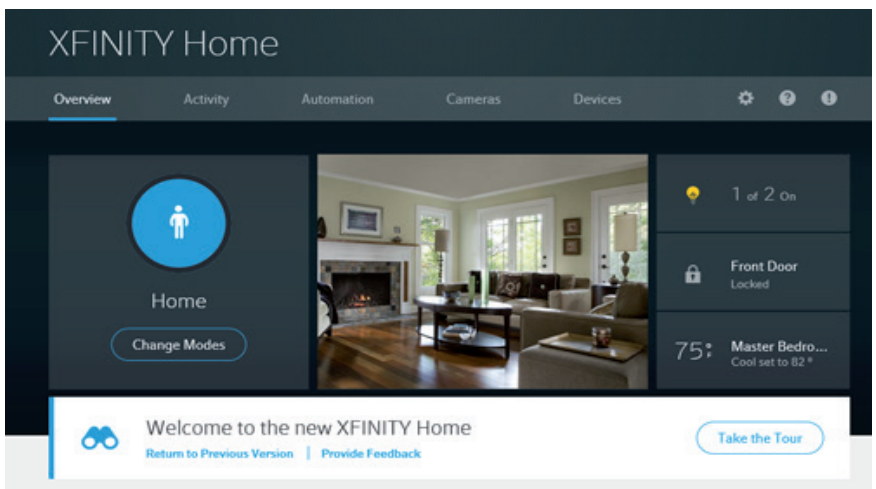 XFINITY Home
Overview Activity Automation Cameras Devices
Home
Change Modes
1 of 2 On
Front Door
Locked
75°
Master Bedro...
Cool set to 82°
Welcome to the new XFINITY Home
Return to Previous Version | Provide Feedback
Take the Tour